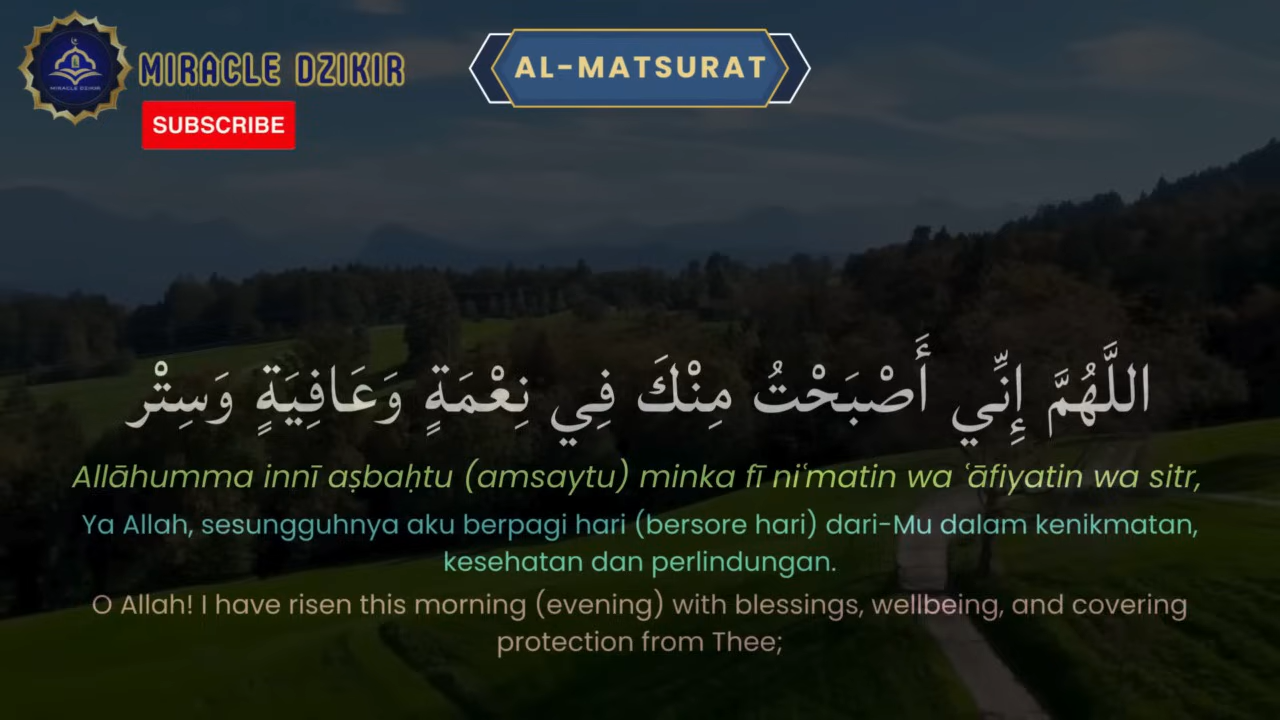 MIRACLE DZIKIR
MIRACLE DZIKIR
SUBSCRIBE
AL-MATSURAT
اللَّهُمَّ إِنِّي أَصْبَحْتُ مِنْكَ فِي نِعْمَةٍ وَعَافِيَةٍ وَسِتْر
Allāhumma innī aṣbaḥtu (amsaytu) minka fī niʿmatin wa ʿāfiyatin wa sitr,
Ya Allah, sesungguhnya aku berpagi hari (bersore hari) dari-Mu dalam kenikmatan,
kesehatan dan perlindungan.
O Allah! I have risen this morning (evening) with blessings, wellbeing, and covering
protection from Thee;